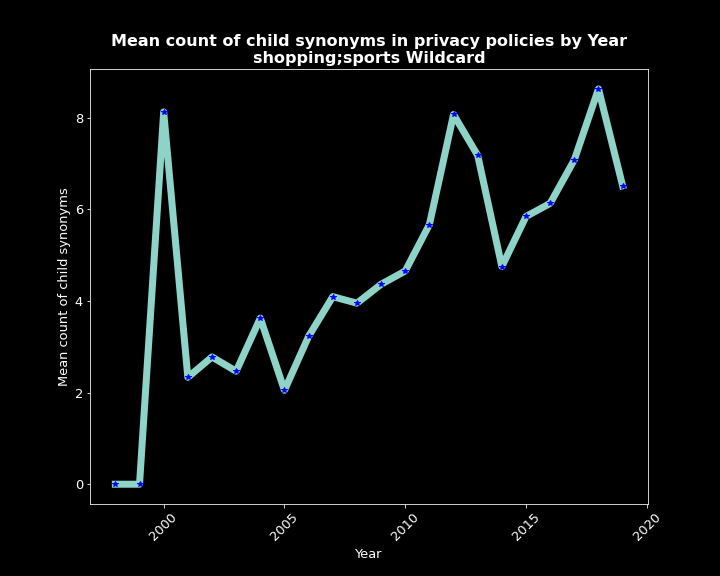 Mean count of child synonyms in privacy policies by Year
shopping;sports Wildcard
Mean count of child synonyms
8
6
4
2
0
2000
2005
2010
2015
2020
Year